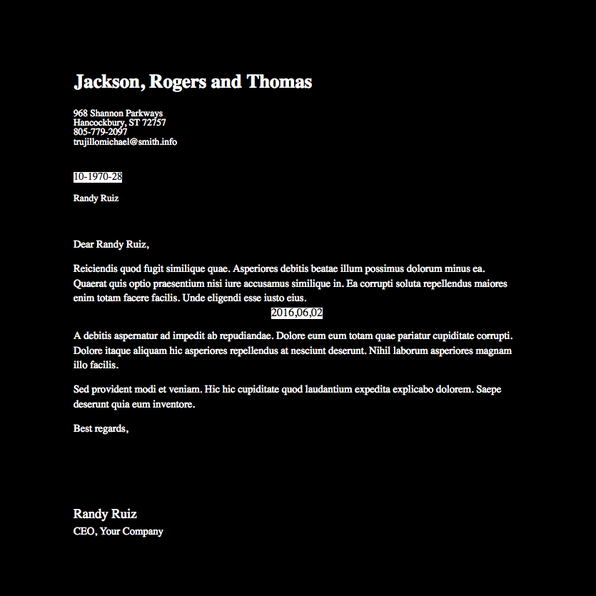 Jackson, Rogers and Thomas
968 Shannon Parkways
Hancockbury, ST 72757
805-779-2097
trujillomichael@smith.info
10-1970-28
Randy Ruiz
Dear Randy Ruiz,
Reiciendis quod fugit similique quae. Asperiores debitis beatae illum possimus dolorum minus ea.
Quaerat quis optio praesentium nisi iure accusamus similique in. Ea corrupti soluta repellendus maiores
enim totam facere facilis. Unde eligendi esse iusto eius.
2016,06,02
A debitis aspernatur ad impedit ab repudiandae. Dolore eum eum totam quae pariatur cupiditate corrupti.
Dolore itaque aliquam hic asperiores repellendus at nesciunt deserunt. Nihil laborum asperiores magnam
illo facilis.
Sed provident modi et veniam. Hic hic cupiditate quod laudantium expedita explicabo dolorem. Saepe
deserunt quia eum inventore.
Best regards,
Randy Ruiz
CEO, Your Company